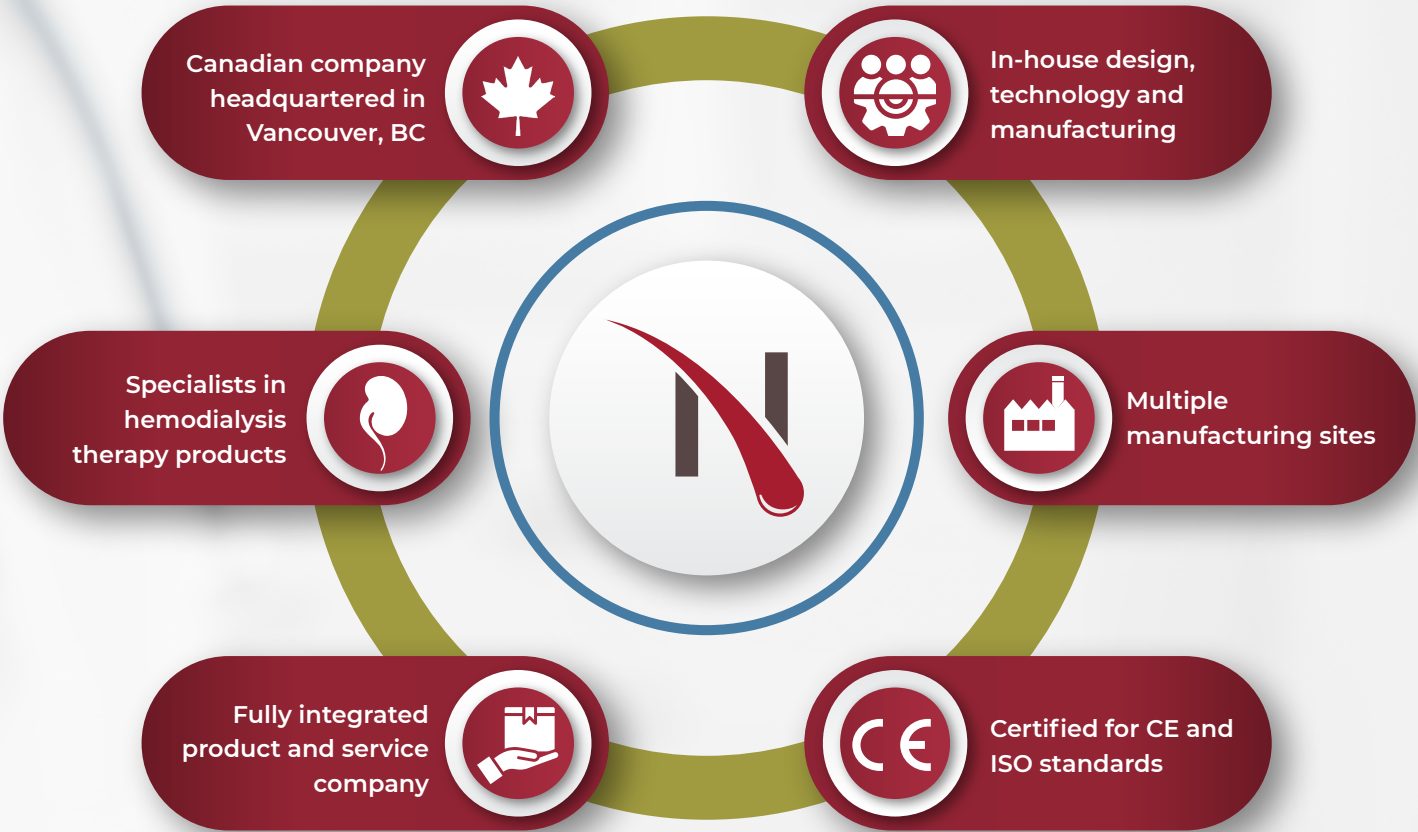 Canadian company
headquartered in
Vancouver, BC
In-house design,
technology and
manufacturing
Specialists in
hemodialysis
therapy products
N
Multiple
manufacturing sites
Fully integrated
product and service
company
CE
Certified for CE and
ISO standards